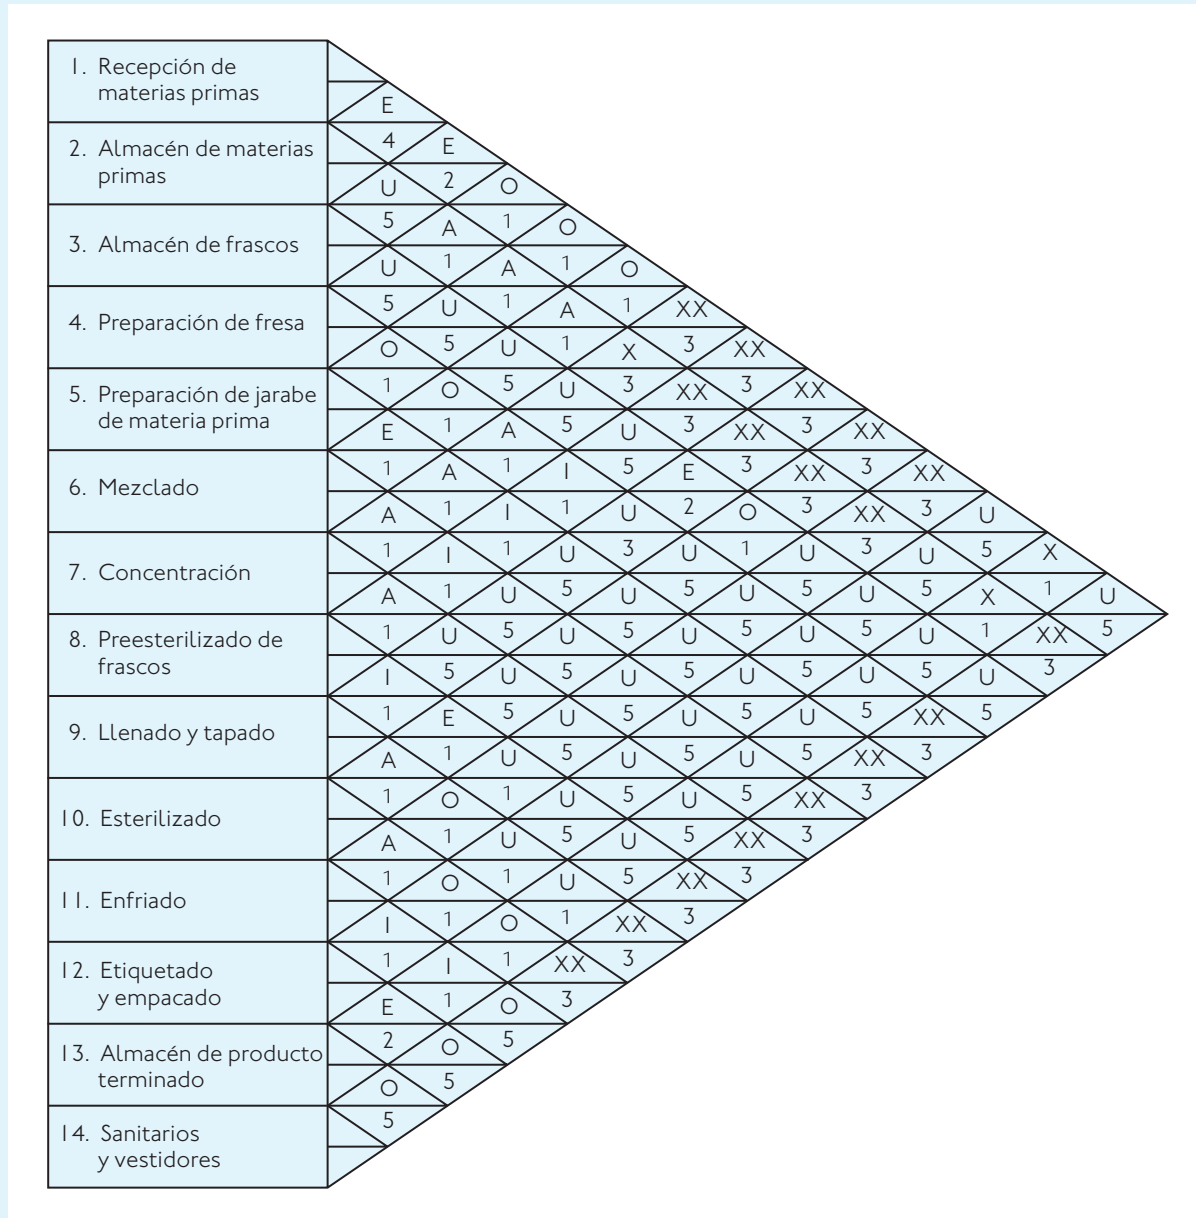 1. Recepción de
materias primas
2. Almacén de materias
primas
3. Almacén de frascos
4. Preparación de fresa
5. Preparación de jarabe
de materia prima
6. Mezclado
7. Concentración
8. Preesterilizado de
frascos
9. Llenado y tapado
10. Esterilizado
11. Enfriado
12. Etiquetado
y empacado
13. Almacén de producto
terminado
14. Sanitarios
y vestidores
E
4 E
U 2 O
5 A 1 O
U 1 A 1 O
5 U 1 A 1 XX
O 5 U 1 X 3 XX
1 O 5 U 3 XX 3 XX
E 1 A 5 U 3 XX 3 XX
1 A 1 I 5 E 3 XX 3 XX
A 1 I 1 U 2 O 3 XX 3 U
1 I 1 U 3 U 1 U 3 U 5 X
A 1 U 5 U 5 U 5 U 5 X 1 U
1 U 5 U 5 U 5 U 5 U 1 XX 5
I 5 U 5 U 5 U 5 U 5 U 3
1 E 5 U 5 U 5 U 5 XX 5
A 1 U 5 U 5 U 5 XX 3
1 O 1 U 5 U 5 XX 3
A 1 U 5 U 5 XX 3
1 O 1 U 5 XX 3
I 1 O 1 XX 3
1 I 1 XX 3
E 1 O 3
2 O 5
O 5
5